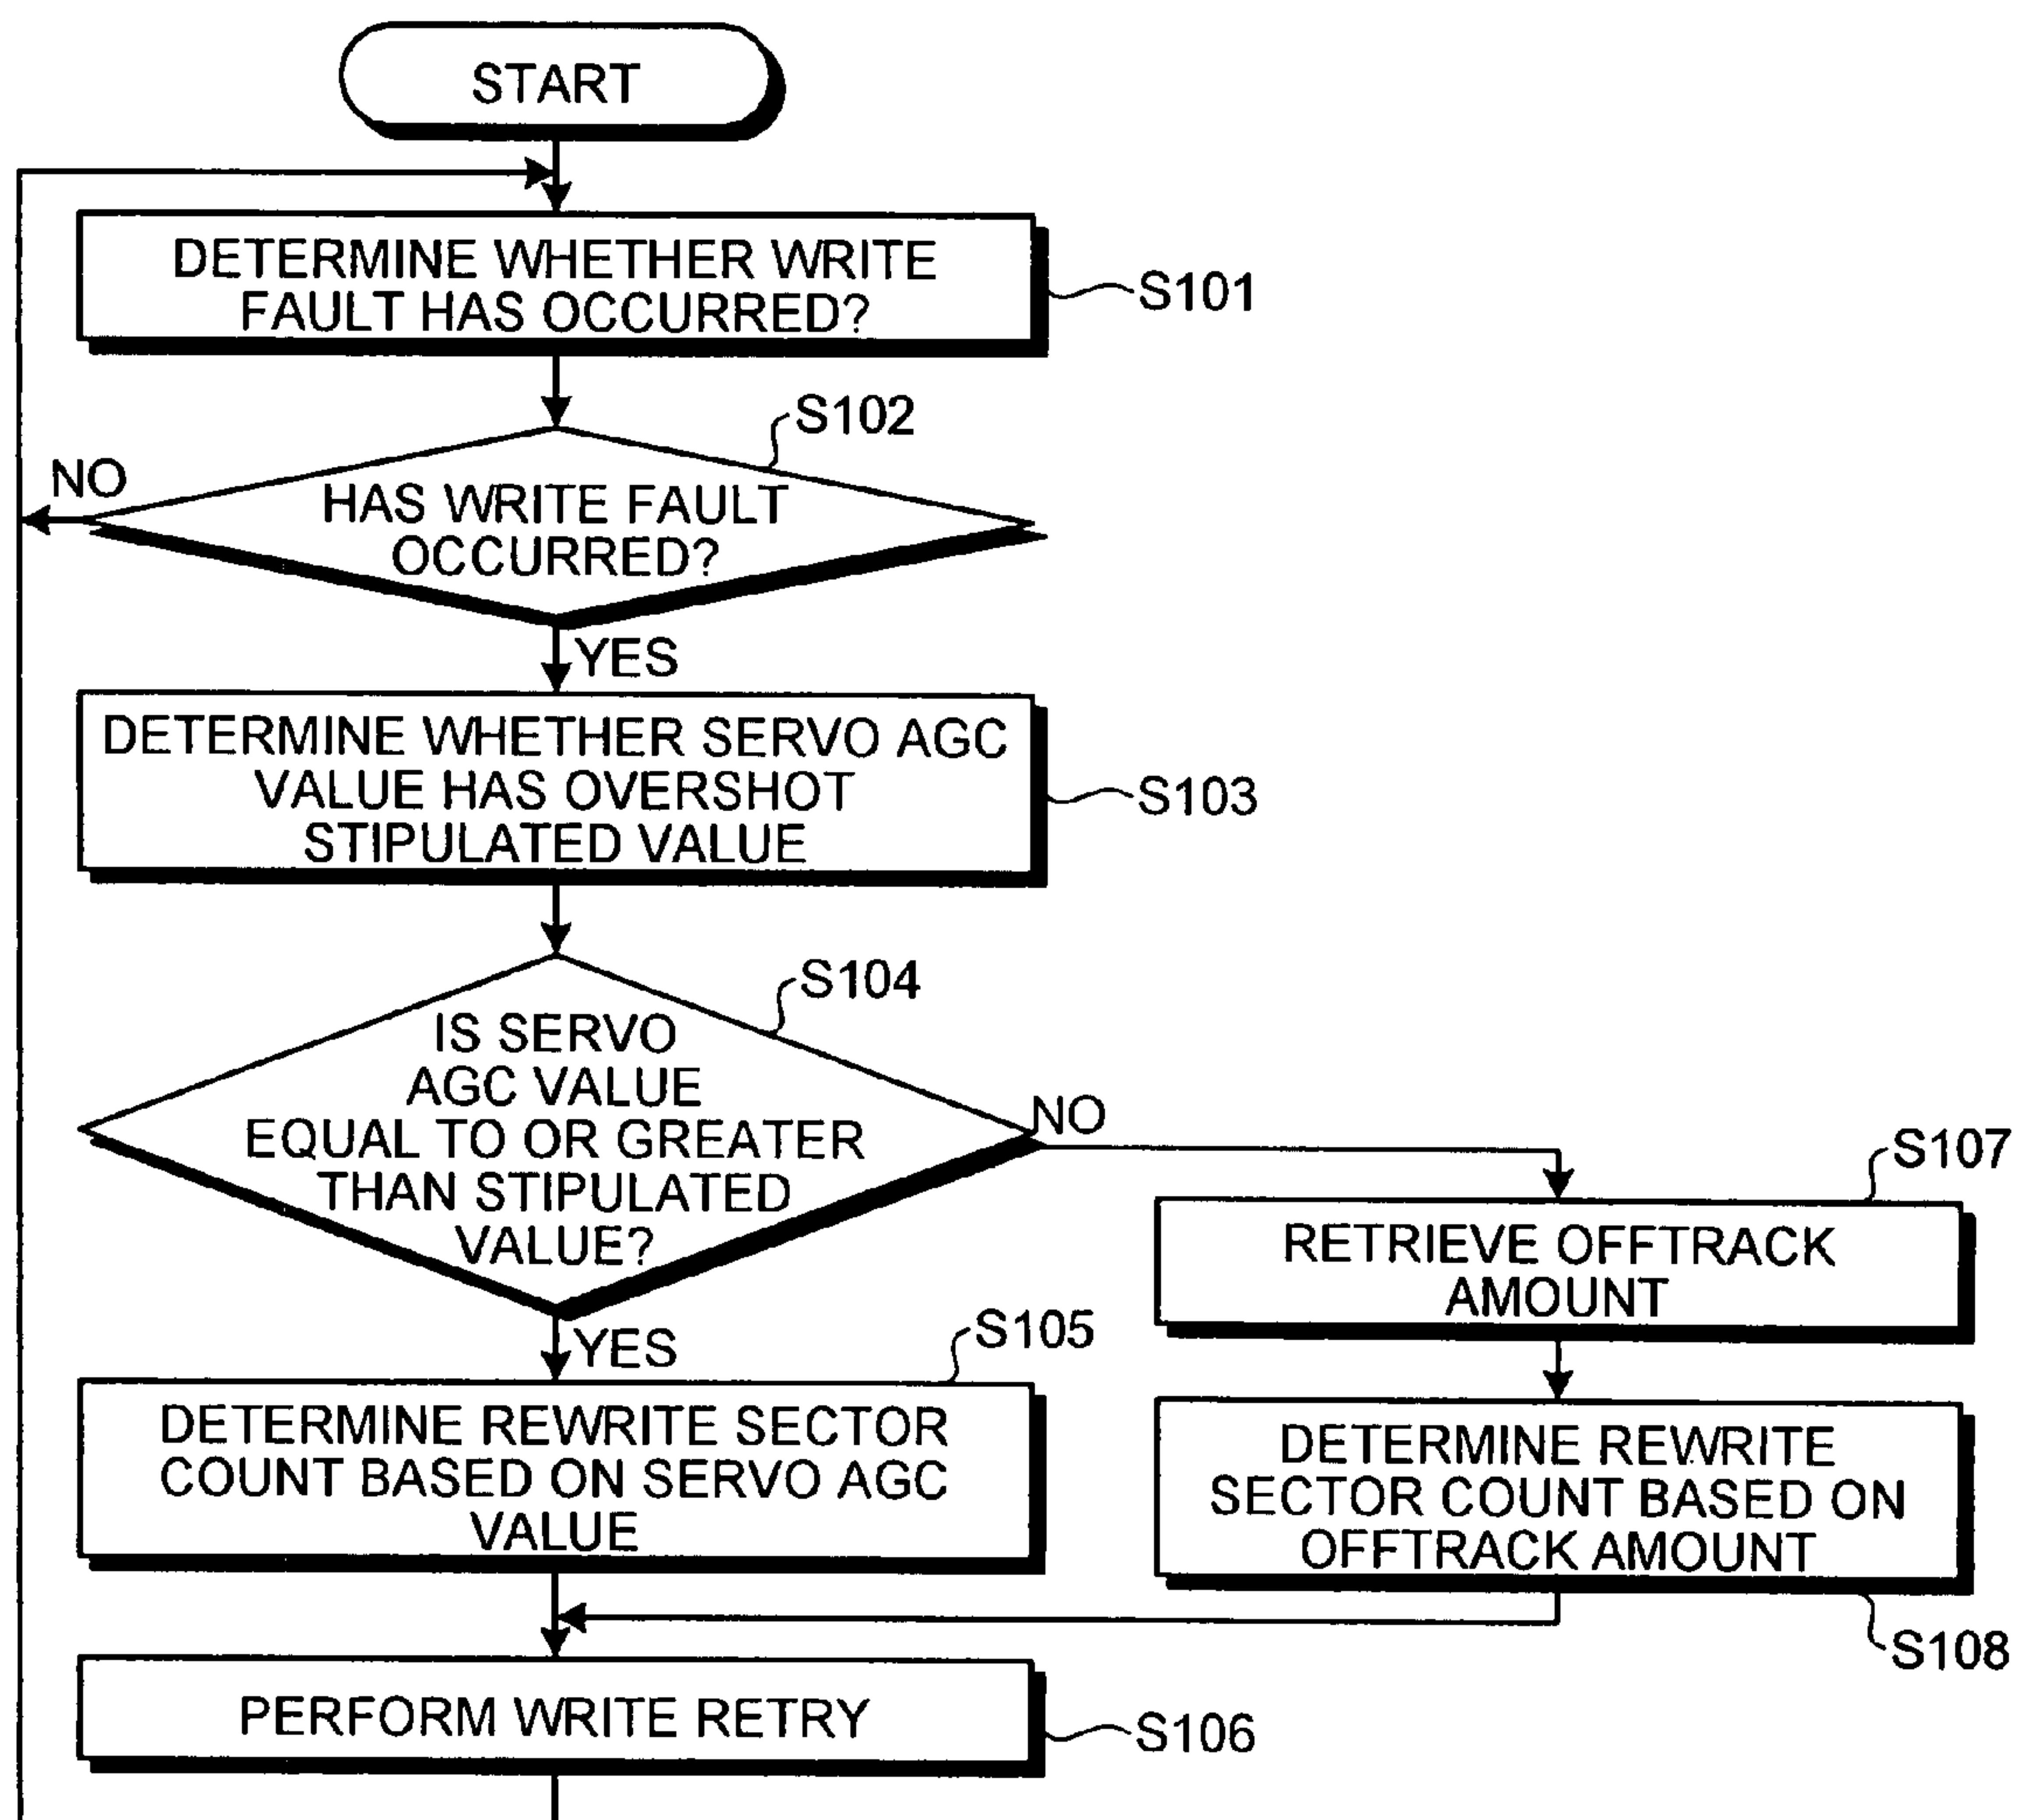 START
DETERMINE WHETHER WRITE
FAULT HAS OCCURRED?
S101
S102
NO
HAS WRITE FAULT
OCCURRED?
YES
DETERMINE WHETHER SERVO AGC
VALUE HAS OVERSHOT
STIPULATED VALUE
S103
S104
IS SERVO
AGC VALUE
EQUAL TO OR GREATER
THAN STIPULATED
VALUE?
NO
S107
RETRIEVE OFFTRACK
AMOUNT
YES
S105
DETERMINE REWRITE SECTOR
COUNT BASED ON SERVO AGC
VALUE
DETERMINE REWRITE
SECTOR COUNT BASED ON
OFFTRACK AMOUNT
S108
PERFORM WRITE RETRY
S106